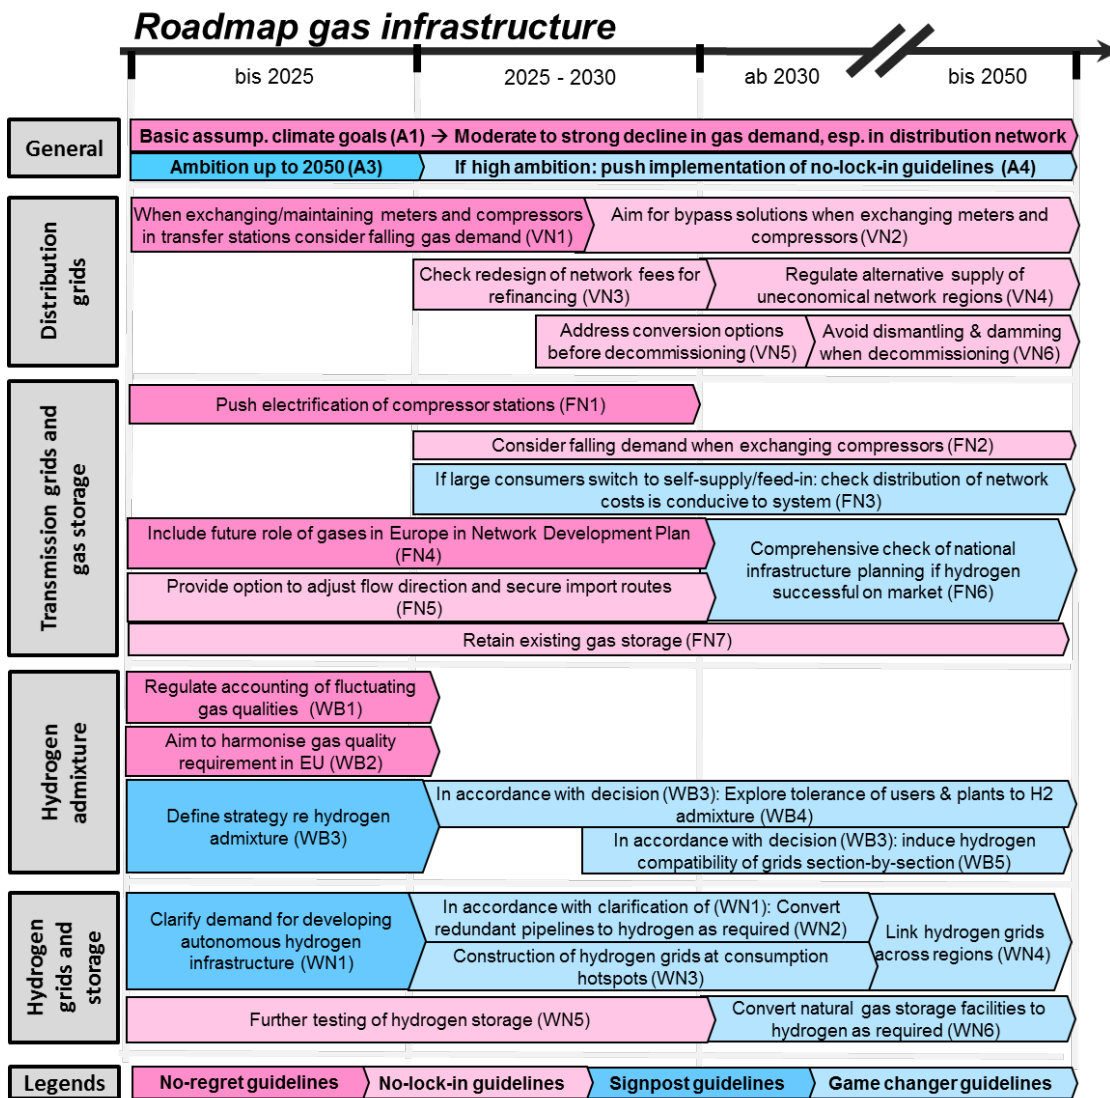 Roadmap gas infrastructure
bis 2025
2025 - 2030
ab 2030
bis 2050
General
Basic assump. climate goals (A1) → Moderate to strong decline in gas demand, esp. in distribution network
Ambition up to 2050 (A3)
If high ambition: push implementation of no-lock-in guidelines (A4)
Distribution
grids
When exchanging/maintaining meters and compressors
in transfer stations consider falling gas demand (VN1)
Aim for bypass solutions when exchanging meters and
compressors (VN2)
Check redesign of network fees for
refinancing (VN3)
Regulate alternative supply of
uneconomical network regions (VN4)
Address conversion options
before decommissioning (VN5)
Avoid dismantling & damming
when decommissioning (VN6)
Transmission grids and
gas storage
Push electrification of compressor stations (FN1)
Consider falling demand when exchanging compressors (FN2)
If large consumers switch to self-supply/feed-in: check distribution of network
costs is conducive to system (FN3)
Include future role of gases in Europe in Network Development Plan
(FN4)
Provide option to adjust flow direction and secure import routes
(FN5)
Comprehensive check of national
infrastructure planning if hydrogen
successful on market (FN6)
Retain existing gas storage (FN7)
Hydrogen
admixture
Regulate accounting of fluctuating
gas qualities (WB1)
Aim to harmonise gas quality
requirement in EU (WB2)
Define strategy re hydrogen
admixture (WB3)
In accordance with decision (WB3): Explore tolerance of users & plants to H2
admixture (WB4)
In accordance with decision (WB3): induce hydrogen
compatibility of grids section-by-section (WB5)
Hydrogen
grids and
storage
Clarify demand for developing
autonomous hydrogen
infrastructure (WN1)
In accordance with clarification of (WN1): Convert
redundant pipelines to hydrogen as required (WN2)
Construction of hydrogen grids at consumption
hotspots (WN3)
Link hydrogen grids
across regions (WN4)
Further testing of hydrogen storage (WN5)
Convert natural gas storage facilities to
hydrogen as required (WN6)
Legends
No-regret guidelines
No-lock-in guidelines
Signpost guidelines
Game changer guidelines